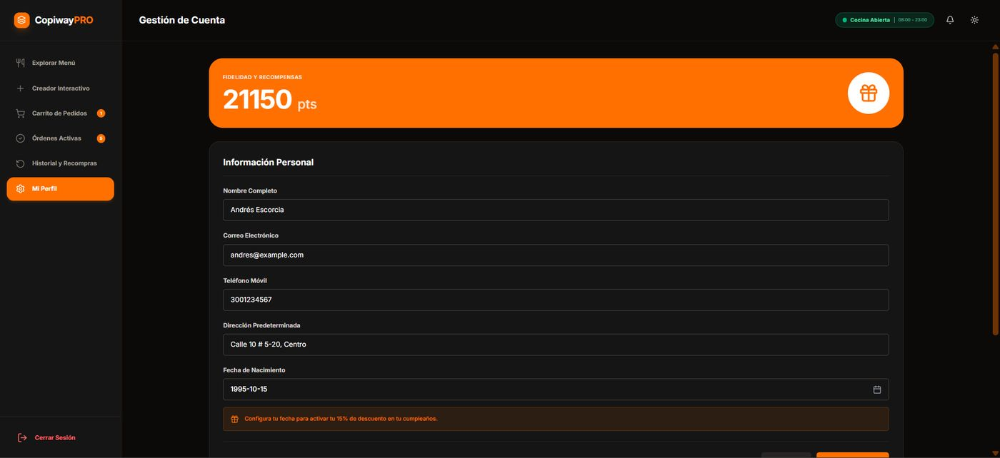 CopiwayPRO
Gestión de Cuenta
Cocina Abierta | 08:00 - 23:00
Explorar Menú
Creador Interactivo
Carrito de Pedidos 1
Órdenes Activas 5
Historial y Recompras
Mi Perfil
Cerrar Sesión
FIDELIDAD Y RECOMPENSAS
21150 pts
Información Personal
Nombre Completo
Andrés Escorcia
Correo Electrónico
andres@example.com
Teléfono Móvil
3001234567
Dirección Predeterminada
Calle 10 # 5-20, Centro
Fecha de Nacimiento
1995-10-15
Configura tu fecha para activar tu 15% de descuento en tu cumpleaños.